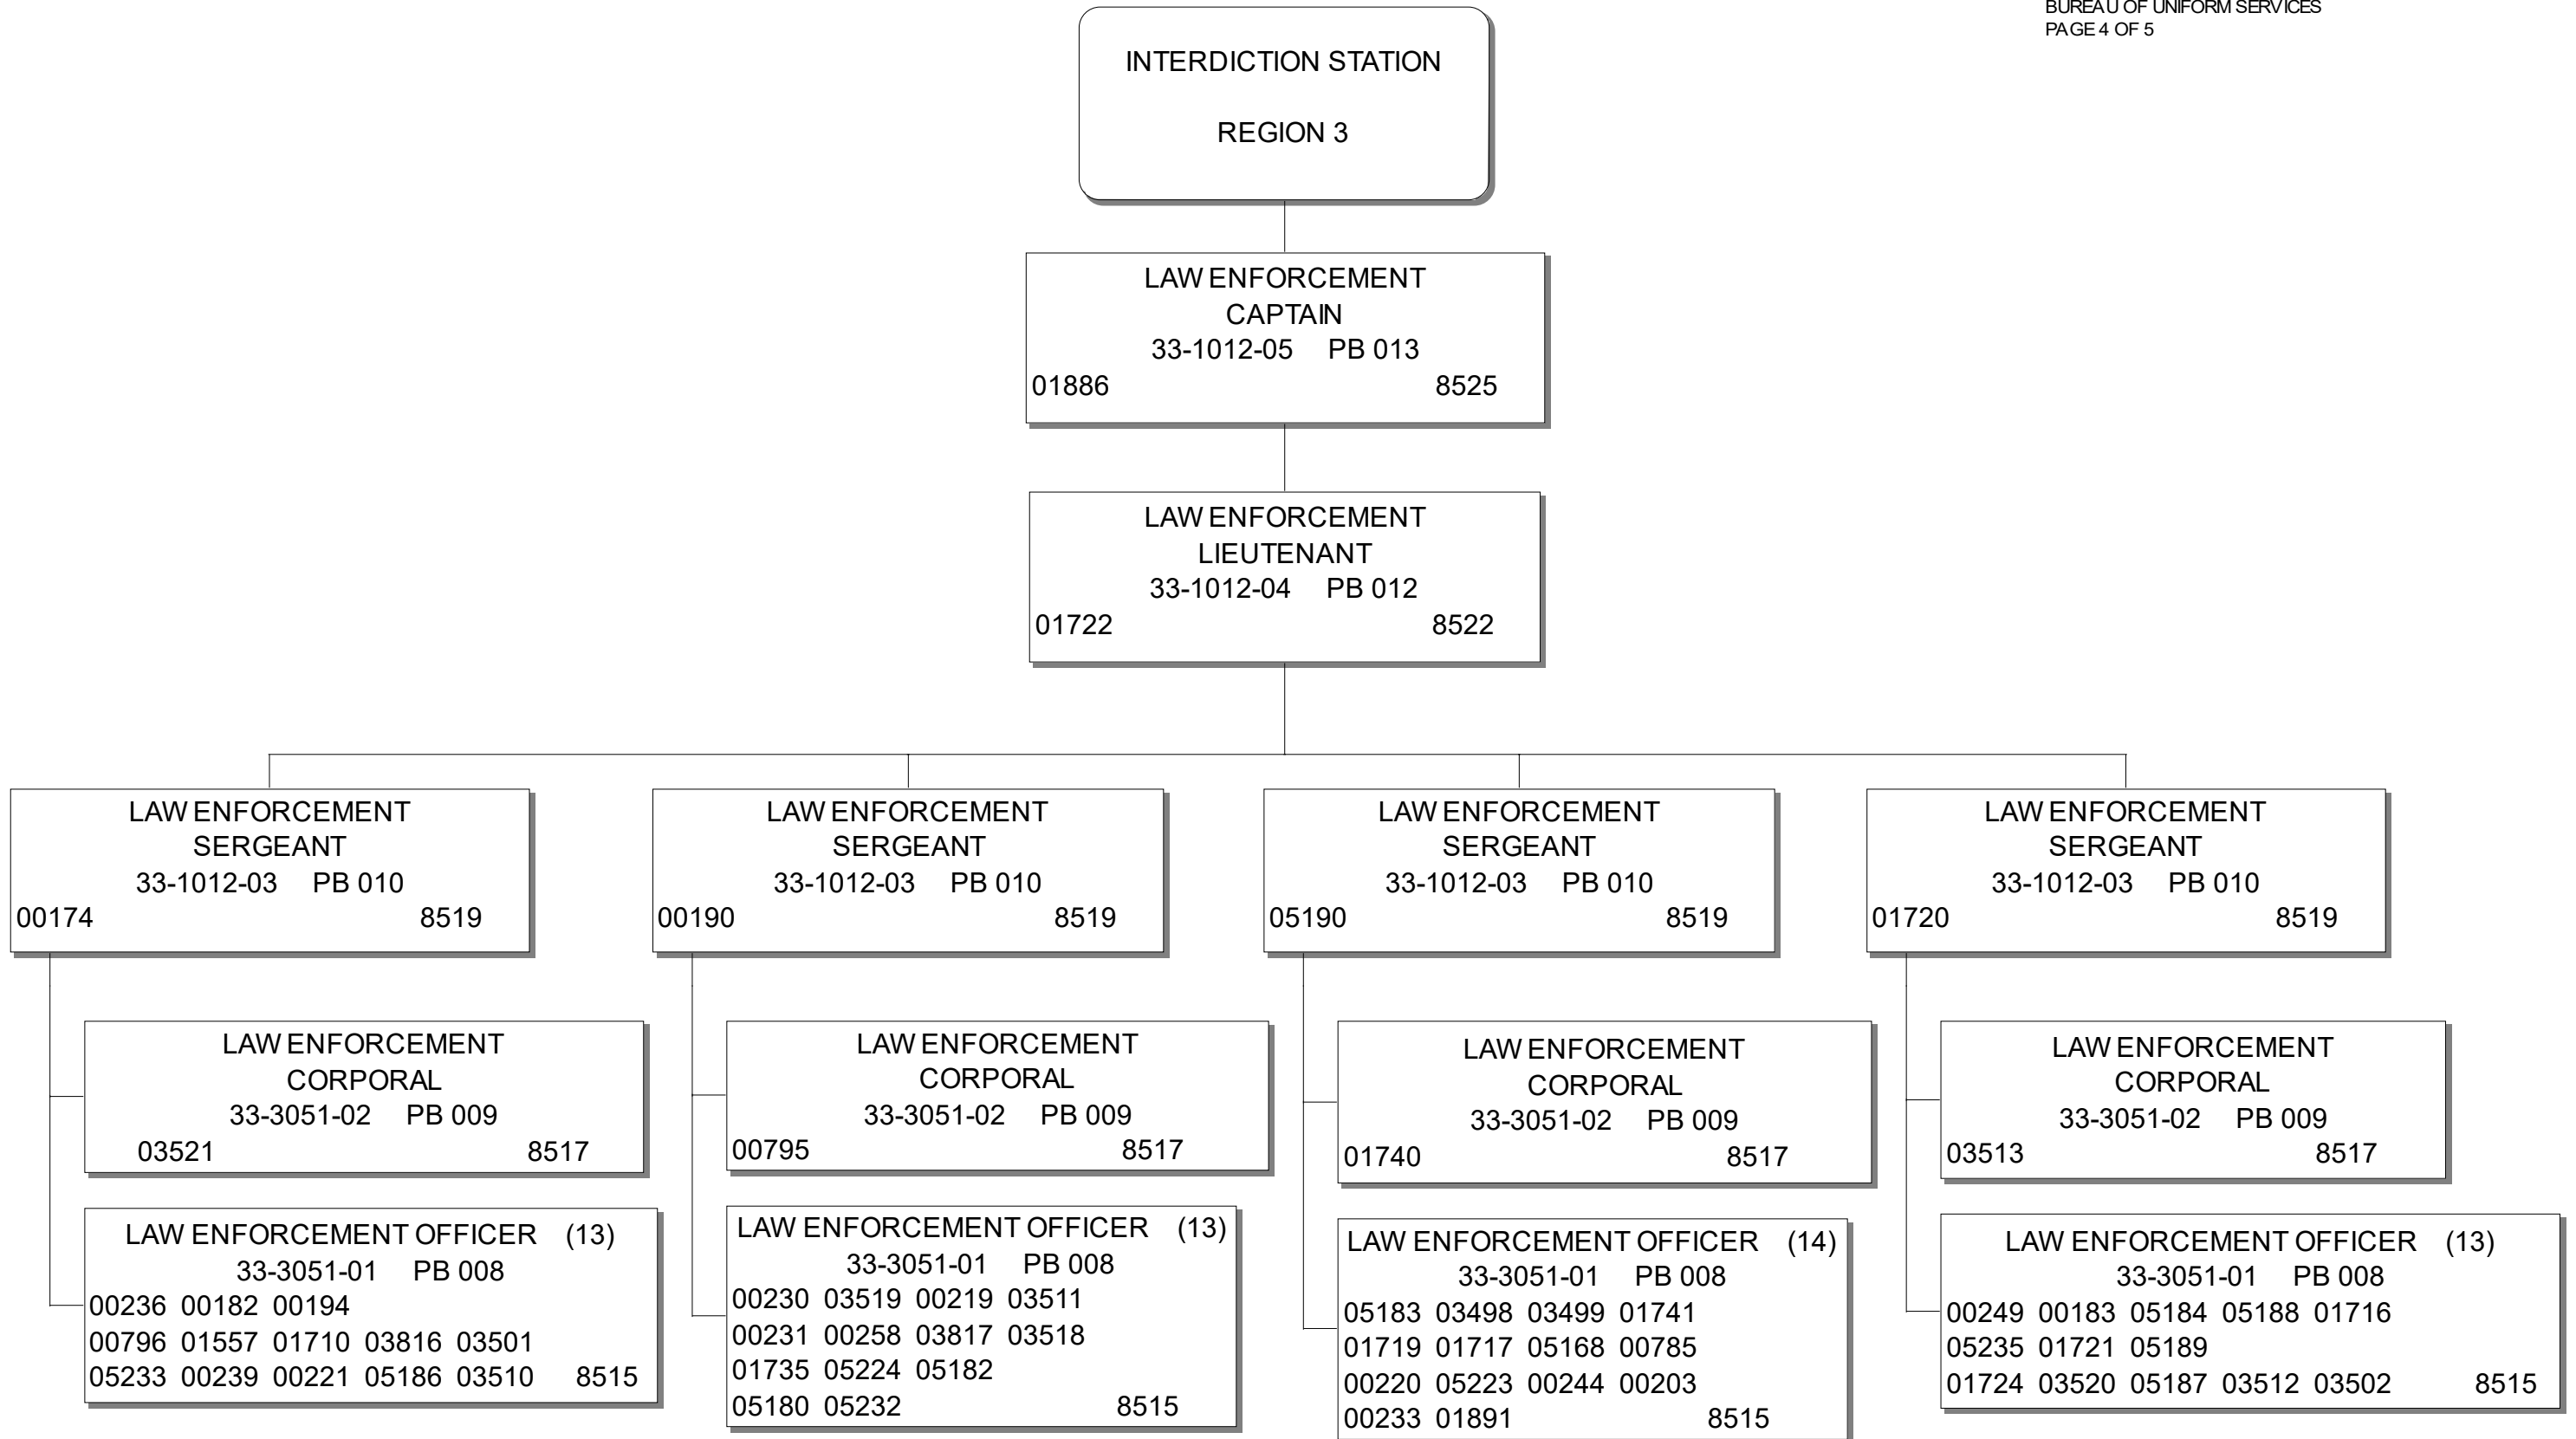 BUREAU OF UNIFORM SERVICES
PAGE 4 OF 5
INTERDICTION STATION
REGION 3
LAW ENFORCEMENT
CAPTAIN
33-1012-05 PB 013
01886 8525
LAW ENFORCEMENT
LIEUTENANT
33-1012-04 PB 012
01722 8522
LAW ENFORCEMENT
SERGEANT
33-1012-03 PB 010
00174 8519
LAW ENFORCEMENT
SERGEANT
33-1012-03 PB 010
00190 8519
LAW ENFORCEMENT
SERGEANT
33-1012-03 PB 010
05190 8519
LAW ENFORCEMENT
SERGEANT
33-1012-03 PB 010
01720 8519
LAW ENFORCEMENT
CORPORAL
33-3051-02 PB 009
03521 8517
LAW ENFORCEMENT
CORPORAL
33-3051-02 PB 009
00795 8517
LAW ENFORCEMENT
CORPORAL
33-3051-02 PB 009
01740 8517
LAW ENFORCEMENT
CORPORAL
33-3051-02 PB 009
03513 8517
LAW ENFORCEMENT OFFICER (13)
33-3051-01 PB 008
00236 00182 00194
00796 01557 01710 03816 03501
05233 00239 00221 05186 03510 8515
LAW ENFORCEMENT OFFICER (13)
33-3051-01 PB 008
00230 03519 00219 03511
00231 00258 03817 03518
01735 05224 05182
05180 05232 8515
LAW ENFORCEMENT OFFICER (14)
33-3051-01 PB 008
05183 03498 03499 01741
01719 01717 05168 00785
00220 05223 00244 00203
00233 01891 8515
LAW ENFORCEMENT OFFICER (13)
33-3051-01 PB 008
00249 00183 05184 05188 01716
05235 01721 05189
01724 03520 05187 03512 03502 8515